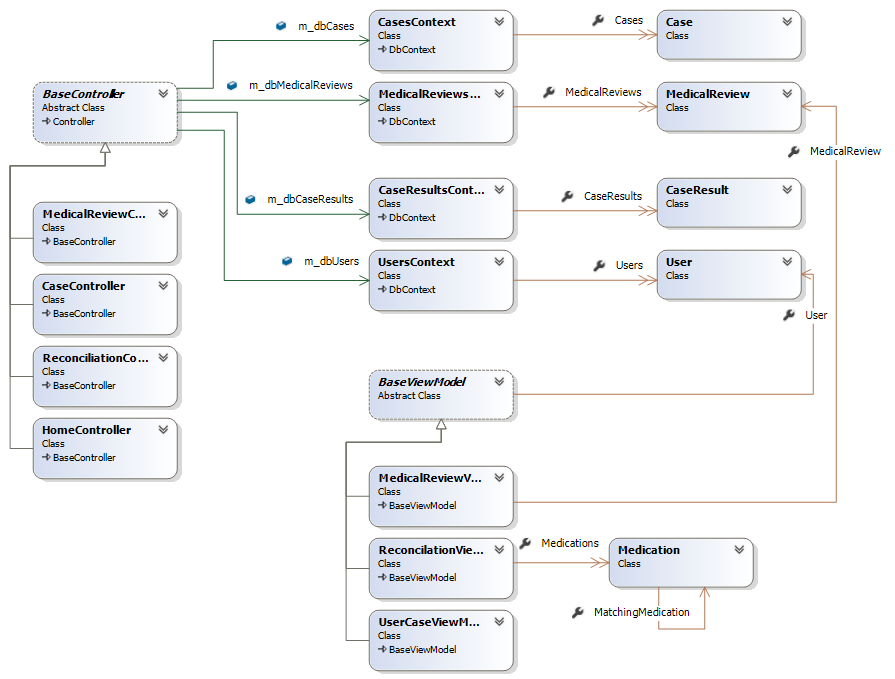 m_dbCases
CasesContext
Class
DbContext
Cases
Case
Class
BaseController
Abstract Class
Controller
m_dbMedicalReviews
MedicalReviews...
Class
DbContext
MedicalReviews
MedicalReview
Class
MedicalReview
m_dbCaseResults
CaseResultsCont...
Class
DbContext
CaseResults
CaseResult
Class
MedicalReviewC...
Class
BaseController
m_dbUsers
UsersContext
Class
DbContext
Users
User
Class
User
CaseController
Class
BaseController
ReconciliationCo...
Class
BaseController
HomeController
Class
BaseController
BaseViewModel
Abstract Class
MedicalReviewV...
Class
BaseViewModel
ReconcilationVie...
Class
BaseViewModel
Medications
Medication
Class
MatchingMedication
UserCaseViewM...
Class
BaseViewModel